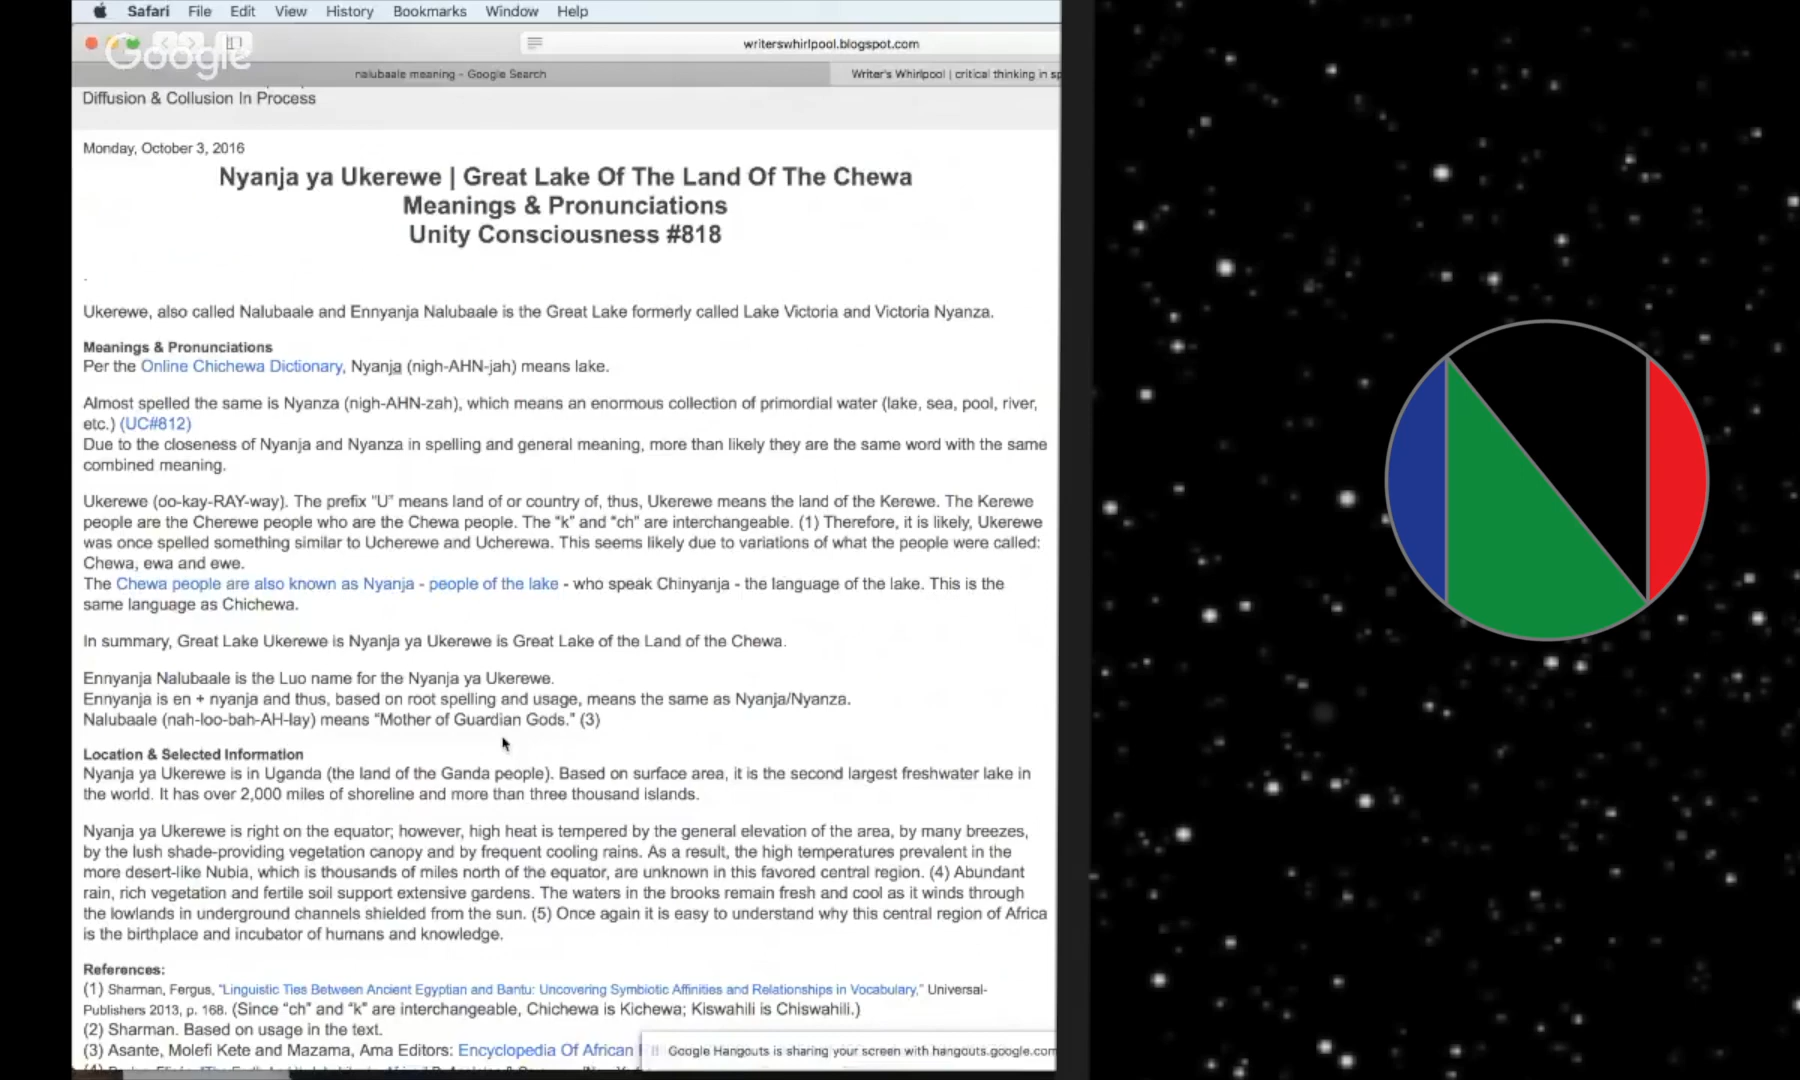 Safari File Edit View History Bookmarks Window Help
Google
writerswhirlpool.blogspot.com
nalubaale meaning - Google Search
Writer's Whirlpool | critical thinking in sp
Diffusion & Collusion In Process
Monday, October 3, 2016
Nyanja ya Ukerewe | Great Lake Of The Land Of The Chewa
Meanings & Pronunciations
Unity Consciousness #818
.
Ukerewe, also called Nalubaale and Ennyanja Nalubaale is the Great Lake formerly called Lake Victoria and Victoria Nyanza.
Meanings & Pronunciations
Per the Online Chichewa Dictionary, Nyanja (nigh-AHN-jah) means lake.
Almost spelled the same is Nyanza (nigh-AHN-zah), which means an enormous collection of primordial water (lake, sea, pool, river,
etc.) (UC#812)
Due to the closeness of Nyanja and Nyanza in spelling and general meaning, more than likely they are the same word with the same
combined meaning.
Ukerewe (oo-kay-RAY-way). The prefix "U" means land of or country of, thus, Ukerewe means the land of the Kerewe. The Kerewe
people are the Cherewe people who are the Chewa people. The "k" and "ch" are interchangeable. (1) Therefore, it is likely, Ukerewe
was once spelled something similar to Ucherewe and Ucherewa. This seems likely due to variations of what the people were called:
Chewa, ewa and ewe.
The Chewa people are also known as Nyanja - people of the lake - who speak Chinyanja - the language of the lake. This is the
same language as Chichewa.
In summary, Great Lake Ukerewe is Nyanja ya Ukerewe is Great Lake of the Land of the Chewa.
Ennyanja Nalubaale is the Luo name for the Nyanja ya Ukerewe.
Ennyanja is en + nyanja and thus, based on root spelling and usage, means the same as Nyanja/Nyanza.
Nalubaale (nah-loo-bah-AH-lay) means "Mother of Guardian Gods." (3)
Location & Selected Information
Nyanja ya Ukerewe is in Uganda (the land of the Ganda people). Based on surface area, it is the second largest freshwater lake in
the world. It has over 2,000 miles of shoreline and more than three thousand islands.
Nyanja ya Ukerewe is right on the equator; however, high heat is tempered by the general elevation of the area, by many breezes,
by the lush shade-providing vegetation canopy and by frequent cooling rains. As a result, the high temperatures prevalent in the
more desert-like Nubia, which is thousands of miles north of the equator, are unknown in this favored central region. (4) Abundant
rain, rich vegetation and fertile soil support extensive gardens. The waters in the brooks remain fresh and cool as it winds through
the lowlands in underground channels shielded from the sun. (5) Once again it is easy to understand why this central region of Africa
is the birthplace and incubator of humans and knowledge.
References:
(1) Sharman, Fergus, "Linguistic Ties Between Ancient Egyptian and Bantu: Uncovering Symbiotic Affinities and Relationships in Vocabulary," Universal-
Publishers 2013, p. 168. (Since "ch" and "k" are interchangeable, Chichewa is Kichewa; Kiswahili is Chiswahili.)
(2) Sharman. Based on usage in the text.
(3) Asante, Molefi Kete and Mazama, Ama Editors: Encyclopedia Of African
Google Hangouts is sharing your screen with hangouts.google.com